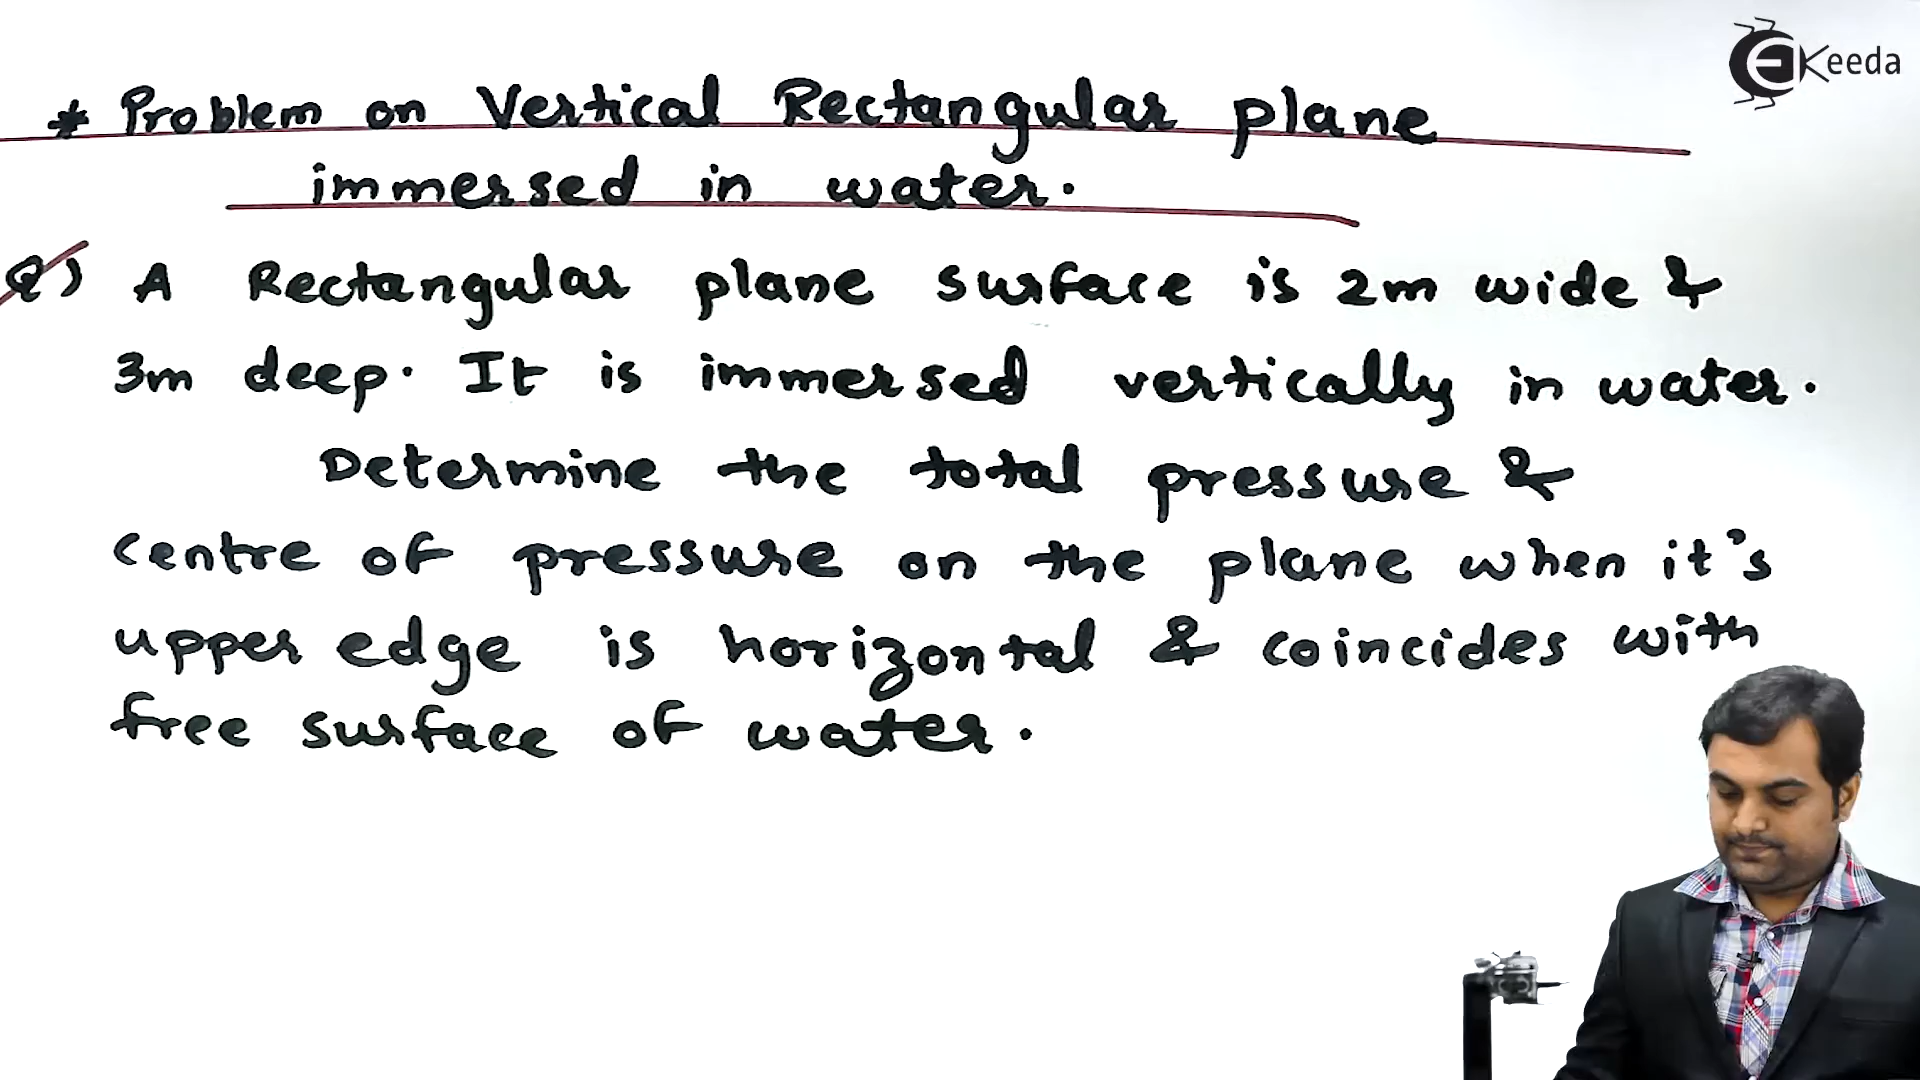 eKeeda
* Problem on Vertical Rectangular plane
immersed in water.
Q) A Rectangular plane surface is 2m wide &
3m deep. It is immersed vertically in water.
Determine the total pressure &
centre of pressure on the plane when it's
upper edge is horizontal & coincides with
free surface of water.